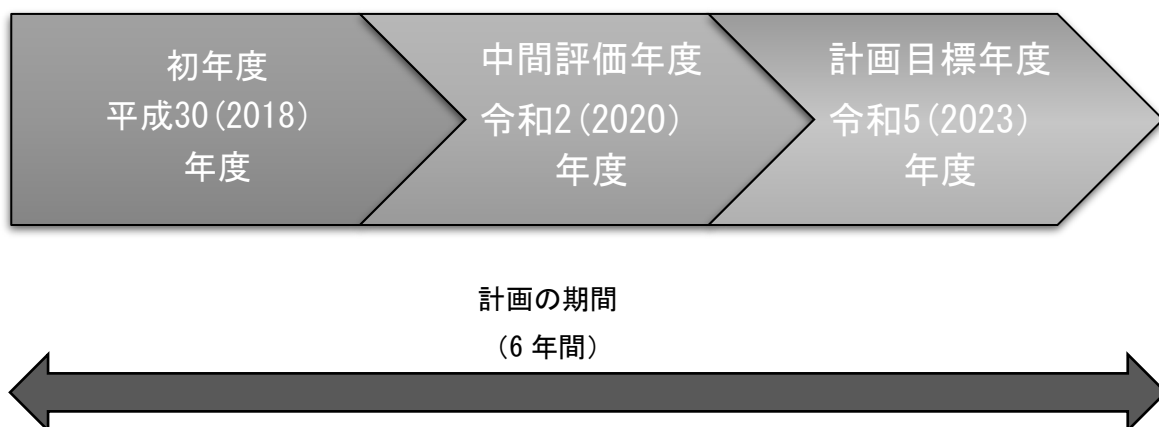 初年度
平成30(2018)
年度
中間評価年度
令和2(2020)
年度
計画目標年度
令和5(2023)
年度
計画の期間
（6 年間）